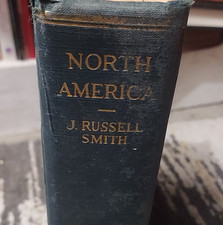 NORTH
AMERICA
J. RUSSELL
SMITH